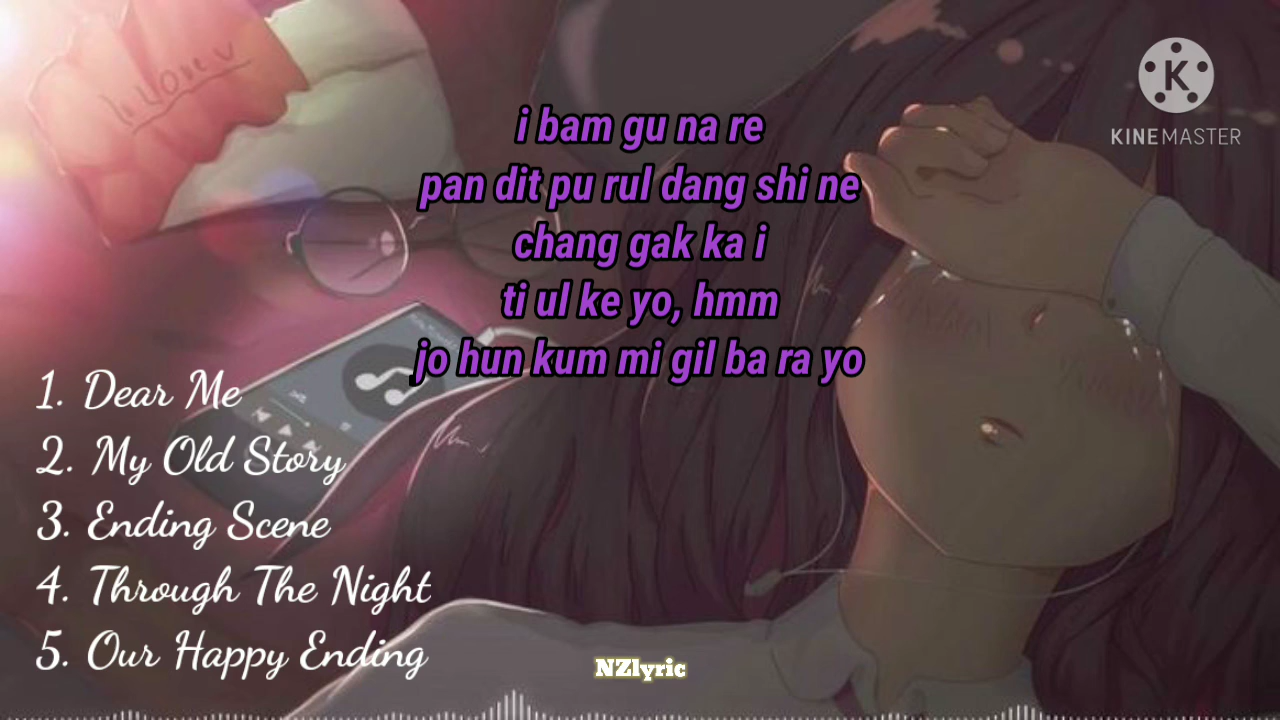 i bam gu na re
pan dit pu rul dang shi ne
chang gak ka i
ti ul ke yo, hmm
jo hun kum mi gil ba ra yo
K
KINEMASTER
1. Dear Me
2. My Old Story
3. Ending Scene
4. Through The Night
5. Our Happy Ending
NZlyric